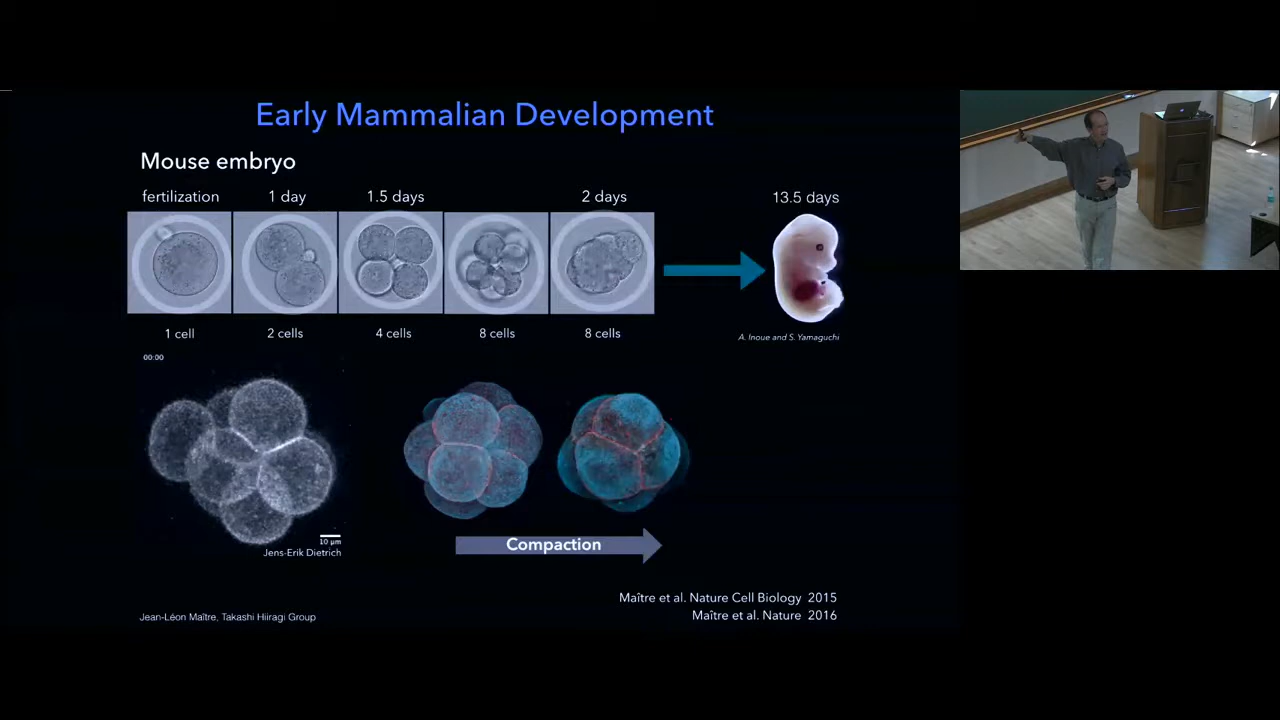 Early Mammalian Development
Mouse embryo
fertilization 1 day 1.5 days 2 days 13.5 days
1 cell 2 cells 4 cells 8 cells 8 cells
A. Inoue and S. Yamaguchi
00:00
10 µm
Jens-Erik Dietrich
Compaction
Maître et al. Nature Cell Biology 2015
Maître et al. Nature 2016
Jean-Léon Maître, Takashi Hiiragi Group